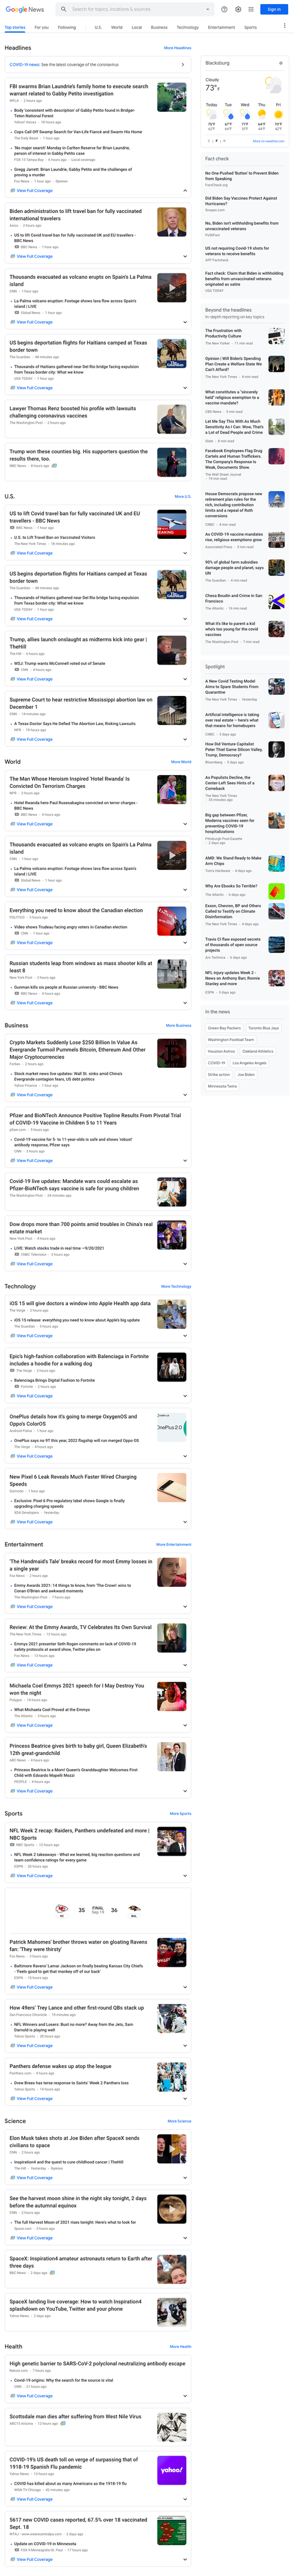 Google News
Search for topics, locations & sources
Sign in
Top stories
For you
Following
U.S.
World
Local
Business
Technology
Entertainment
Sports
Headlines
More Headlines
COVID-19 news: See the latest coverage of the coronavirus
FBI swarms Brian Laundrie's family home to execute search
warrant related to Gabby Petito investigation
Body 'consistent with description' of Gabby Petito found in Bridger-
Teton National Forest
Cops Call Off Swamp Search for Van-Life Fiancé and Swarm His Home
'No major search' Monday in Carlton Reserve for Brian Laundrie,
person of interest in Gabby Petito case
Gregg Jarrett: Brian Laundrie, Gabby Petito and the challenges of
proving a murder
View Full Coverage
Biden administration to lift travel ban for fully vaccinated
international travelers
US to lift Covid travel ban for fully vaccinated UK and EU travellers -
BBC News
View Full Coverage
Thousands evacuated as volcano erupts on Spain's La Palma
island
La Palma volcano eruption: Footage shows lava flow across Spain's
island | LIVE
View Full Coverage
US begins deportation flights for Haitians camped at Texas
border town
Thousands of Haitians gathered near Del Rio bridge facing expulsion
from Texas border city: What we know
View Full Coverage
Lawyer Thomas Renz boosted his profile with lawsuits
challenging coronavirus vaccines
Trump won these counties big. His supporters question the
results there, too.
U.S.
More U.S.
US to lift Covid travel ban for fully vaccinated UK and EU
travellers - BBC News
U.S. to Lift Travel Ban on Vaccinated Visitors
View Full Coverage
US begins deportation flights for Haitians camped at Texas
border town
Thousands of Haitians gathered near Del Rio bridge facing expulsion
from Texas border city: What we know
View Full Coverage
Trump, allies launch onslaught as midterms kick into gear |
TheHill
WSJ: Trump wants McConnell voted out of Senate
View Full Coverage
Supreme Court to hear restrictive Mississippi abortion law on
December 1
A Texas Doctor Says He Defied The Abortion Law, Risking Lawsuits
View Full Coverage
World
More World
The Man Whose Heroism Inspired 'Hotel Rwanda' Is
Convicted On Terrorism Charges
Hotel Rwanda hero Paul Rusesabagina convicted on terror charges -
BBC News
View Full Coverage
Thousands evacuated as volcano erupts on Spain's La Palma
island
La Palma volcano eruption: Footage shows lava flow across Spain's
island | LIVE
View Full Coverage
Everything you need to know about the Canadian election
Video shows Trudeau facing angry voters in Canadian election
View Full Coverage
Russian students leap from windows as mass shooter kills at
least 8
Gunman kills six people at Russian university - BBC News
View Full Coverage
Business
More Business
Crypto Markets Suddenly Lose $250 Billion In Value As
Evergrande Turmoil Pummels Bitcoin, Ethereum And Other
Major Cryptocurrencies
Stock market news live updates: Wall St. sinks amid China's
Evergrande contagion fears, US debt politics
View Full Coverage
Pfizer and BioNTech Announce Positive Topline Results From Pivotal Trial
of COVID-19 Vaccine in Children 5 to 11 Years
Covid-19 vaccine for 5- to 11-year-olds is safe and shows 'robust'
antibody response, Pfizer says
View Full Coverage
Covid-19 live updates: Mandate wars could escalate as
Pfizer-BioNTech says vaccine is safe for young children
Dow drops more than 700 points amid troubles in China's real
estate market
LIVE: Watch stocks trade in real time - 9/20/2021
View Full Coverage
Technology
More Technology
iOS 15 will give doctors a window into Apple Health app data
iOS 15 release: everything you need to know about Apple's big update
View Full Coverage
Epic's high-fashion collaboration with Balenciaga in Fortnite
includes a hoodie for a walking dog
Balenciaga Brings Digital Fashion to Fortnite
View Full Coverage
OnePlus details how it's going to merge OxygenOS and
Oppo's ColorOS
OnePlus says no 9T this year, 2022 flagship will run merged Oppo OS
View Full Coverage
New Pixel 6 Leak Reveals Much Faster Wired Charging
Speeds
Exclusive: Pixel 6 Pro regulatory label shows Google is finally
upgrading charging speeds
View Full Coverage
Entertainment
More Entertainment
'The Handmaid's Tale' breaks record for most Emmy losses in
a single year
Emmy Awards 2021: 14 things to know, from 'The Crown' wins to
Conan O'Brien and awkward moments
View Full Coverage
Review: At the Emmy Awards, TV Celebrates Its Own Survival
Emmys 2021 presenter Seth Rogen comments on lack of COVID-19
safety protocols at award show, Twitter piles on
View Full Coverage
Michaela Coel Emmys 2021 speech for I May Destroy You
won the night
What Michaela Coel Proved at the Emmys
View Full Coverage
Princess Beatrice gives birth to baby girl, Queen Elizabeth's
12th great-grandchild
Princess Beatrice Is a Mom! Queen's Granddaughter Welcomes First
Child with Edoardo Mapelli Mozzi
View Full Coverage
Sports
More Sports
NFL Week 2 recap: Raiders, Panthers undefeated and more |
NBC Sports
NFL Week 2 takeaways - What we learned, big reaction questions and
team confidence ratings for every game
View Full Coverage
35
FINAL
Sep 19
36
Patrick Mahomes' brother throws water on gloating Ravens
fan: 'They were thirsty'
Baltimore Ravens' Lamar Jackson on finally beating Kansas City Chiefs
- 'Feels good to get that monkey off of our back'
View Full Coverage
How 49ers' Trey Lance and other first-round QBs stack up
NFL Winners and Losers: Bust no more? Away from the Jets, Sam
Darnold is playing well
View Full Coverage
Panthers defense wakes up atop the league
Drew Brees has terse response to Saints' Week 2 Panthers loss
View Full Coverage
Science
More Science
Elon Musk takes shots at Joe Biden after SpaceX sends
civilians to space
Inspiration4 and the quest to cure childhood cancer | TheHill
View Full Coverage
See the harvest moon shine in the night sky tonight, 2 days
before the autumnal equinox
The full Harvest Moon of 2021 rises tonight: Here's what to look for
View Full Coverage
SpaceX: Inspiration4 amateur astronauts return to Earth after
three days
SpaceX landing live coverage: How to watch Inspiration4
splashdown on YouTube, Twitter and your phone
Health
More Health
High genetic barrier to SARS-CoV-2 polyclonal neutralizing antibody escape
Covid-19 origins: Why the search for the source is vital
View Full Coverage
Scottsdale man dies after suffering from West Nile Virus
COVID-19's US death toll on verge of surpassing that of
1918-19 Spanish Flu pandemic
COVID has killed about as many Americans as the 1918-19 flu
View Full Coverage
5617 new COVID cases reported, 67.5% over 18 vaccinated
Sept. 18
Update on COVID-19 in Minnesota
View Full Coverage
Blacksburg
Cloudy
73°F
Today
Tue
Wed
Thu
Fri
More on weather.com
Fact check
No One Pushed 'Button' to Prevent Biden
from Speaking
FactCheck.org
Did Biden Say Vaccines Protect Against
Hurricanes?
Snopes.com
No, Biden isn't withholding benefits from
unvaccinated veterans
PolitiFact
US not requiring Covid-19 shots for
veterans to receive benefits
AFP Factcheck
Fact check: Claim that Biden is withholding
benefits from unvaccinated veterans
originated as satire
USA TODAY
Beyond the headlines
In-depth reporting on key topics
The Frustration with
Productivity Culture
The New Yorker
Opinion | Will Biden's Spending
Plan Create a Welfare State We
Can't Afford?
The New York Times
What constitutes a "sincerely
held" religious exemption to a
vaccine mandate?
CBS News
Let Me Say This With As Much
Sensitivity As I Can: Wow, That's
a Lot of Dead People and Crime
Slate
Facebook Employees Flag Drug
Cartels and Human Traffickers.
The Company's Response Is
Weak, Documents Show.
The Wall Street Journal
House Democrats propose new
retirement plan rules for the
rich, including contribution
limits and a repeal of Roth
conversions
CNBC
As COVID-19 vaccine mandates
rise, religious exemptions grow
Associated Press
90% of global farm subsidies
damage people and planet, says
UN
The Guardian
Chesa Boudin and Crime in San
Francisco
The Atlantic
What it's like to parent a kid
who's too young for the covid
vaccines
The Washington Post
Spotlight
A New Covid Testing Model
Aims to Spare Students From
Quarantine
The New York Times
Artificial intelligence is taking
over real estate – here's what
that means for homebuyers
CNBC
How Did Venture Capitalist
Peter Thiel Game Silicon Valley,
Trump, Democracy?
Bloomberg
As Populists Decline, the
Center-Left Sees Hints of a
Comeback
The New York Times
Big gap between Pfizer,
Moderna vaccines seen for
preventing COVID-19
hospitalizations
Pittsburgh Post-Gazette
AMD: We Stand Ready to Make
Arm Chips
Tom's Hardware
Why Are Ebooks So Terrible?
The Atlantic
Exxon, Chevron, BP and Others
Called to Testify on Climate
Disinformation
The New York Times
Travis CI flaw exposed secrets
of thousands of open source
projects
Ars Technica
NFL injury updates Week 2 -
News on Anthony Barr, Ronnie
Stanley and more
ESPN
In the news
Green Bay Packers
Toronto Blue Jays
Washington Football Team
Houston Astros
Oakland Athletics
COVID-19
Los Angeles Angels
Strike action
Joe Biden
Minnesota Twins